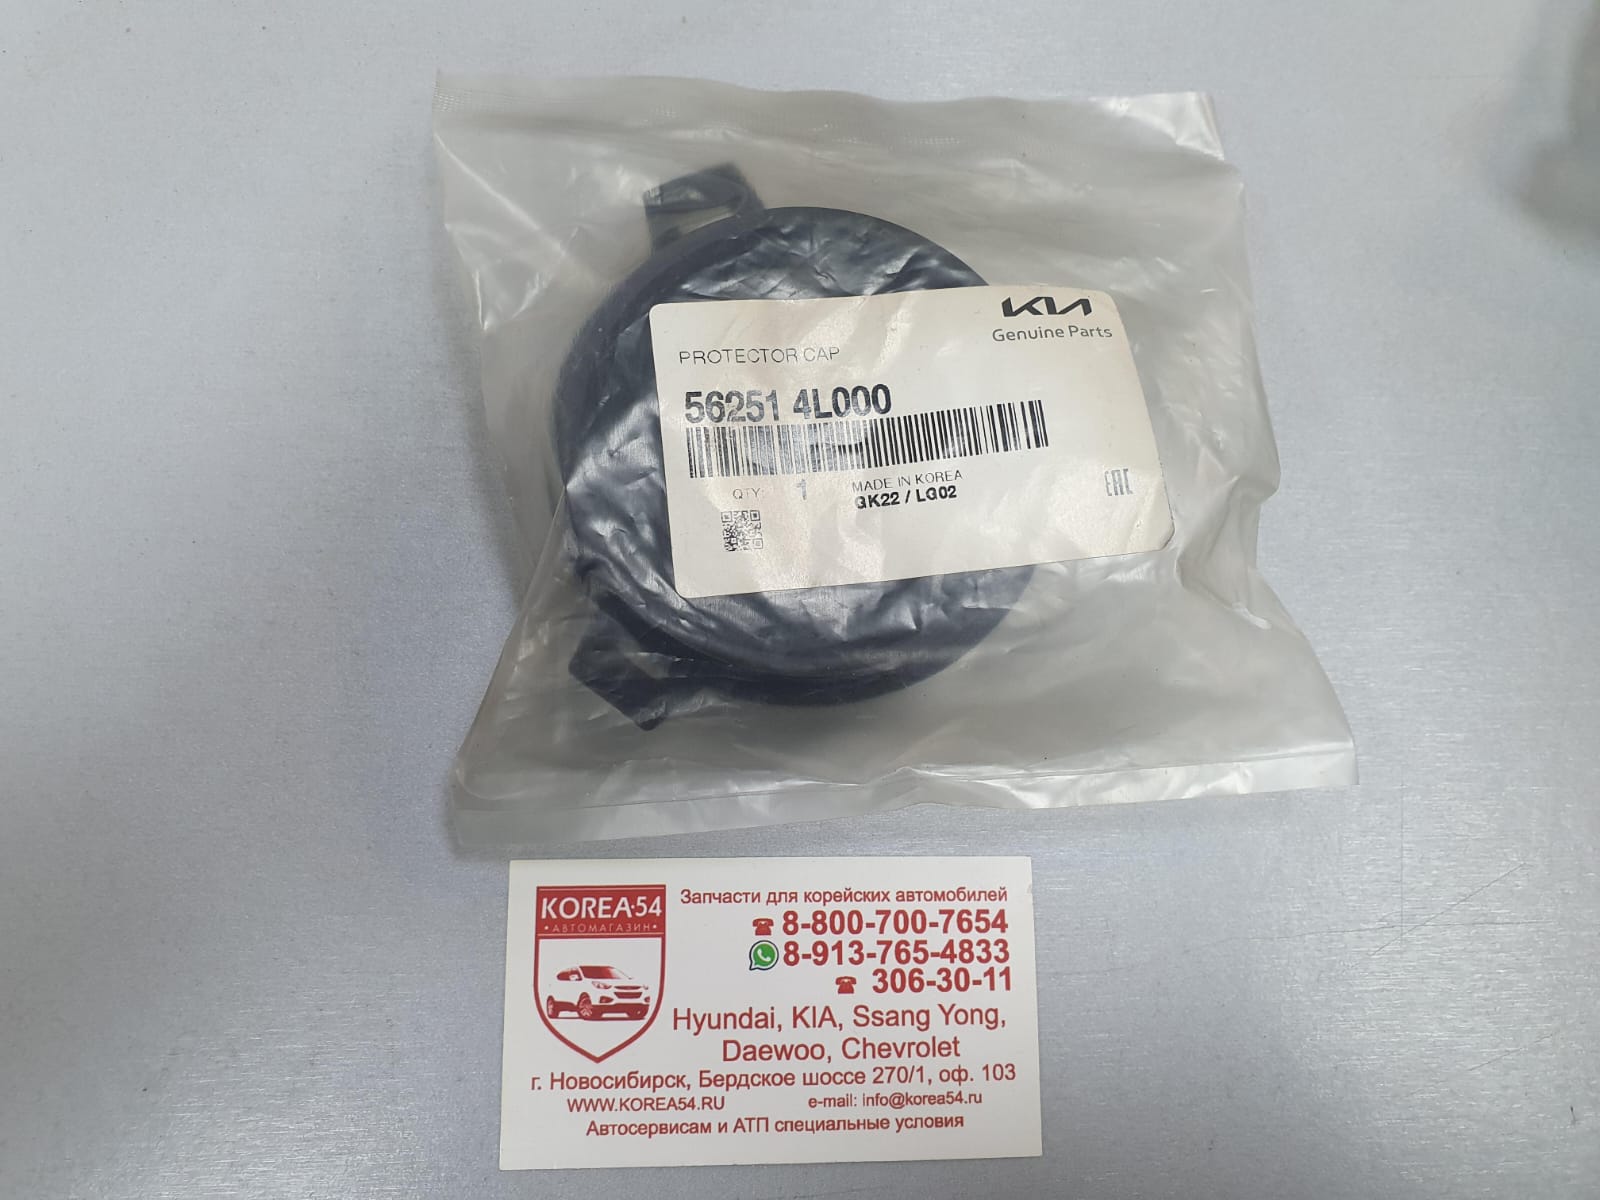 KIA
Genuine Parts
PROTECTOR CAP
56251 4L000
QTY: 1
MADE IN KOREA
GK22 / LG02
EAC
KOREA·54
• АВТОМАГАЗИН •
Запчасти для корейских автомобилей
8-800-700-7654
8-913-765-4833
306-30-11
Hyundai, KIA, Ssang Yong,
Daewoo, Chevrolet
г. Новосибирск, Бердское шоссе 270/1, оф. 103
WWW.KOREA54.RU e-mail: info@korea54.ru
Автосервисам и АТП специальные условия